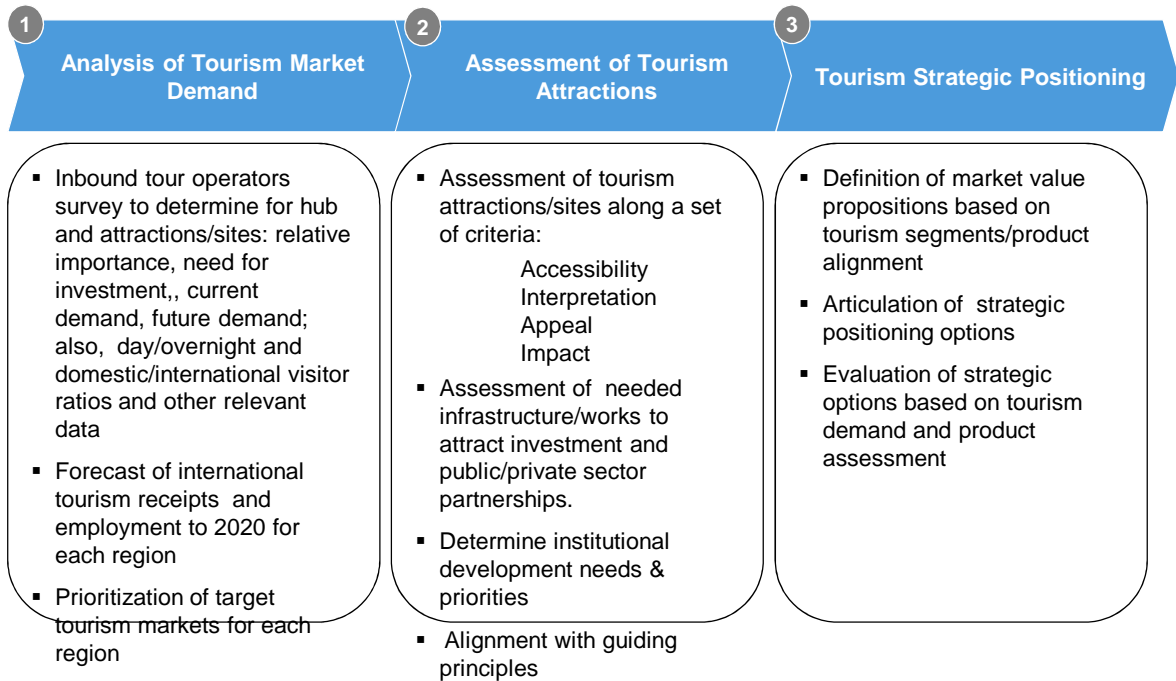 1
Analysis of Tourism Market
Demand
▪ Inbound tour operators
survey to determine for hub
and attractions/sites: relative
importance, need for
investment,, current
demand, future demand;
also, day/overnight and
domestic/international visitor
ratios and other relevant
data
▪ Forecast of international
tourism receipts and
employment to 2020 for
each region
▪ Prioritization of target
tourism markets for each
region
2
Assessment of Tourism
Attractions
▪ Assessment of tourism
attractions/sites along a set
of criteria:
Accessibility
Interpretation
Appeal
Impact
▪ Assessment of needed
infrastructure/works to
attract investment and
public/private sector
partnerships.
▪ Determine institutional
development needs &
priorities
▪ Alignment with guiding
principles
3
Tourism Strategic Positioning
▪ Definition of market value
propositions based on
tourism segments/product
alignment
▪ Articulation of strategic
positioning options
▪ Evaluation of strategic
options based on tourism
demand and product
assessment